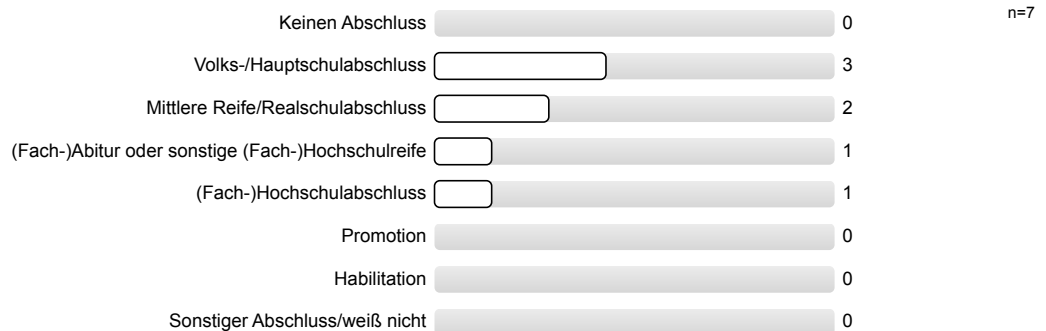 n=7
Keinen Abschluss 0
Volks-/Hauptschulabschluss 3
Mittlere Reife/Realschulabschluss 2
(Fach-)Abitur oder sonstige (Fach-)Hochschulreife 1
(Fach-)Hochschulabschluss 1
Promotion 0
Habilitation 0
Sonstiger Abschluss/weiß nicht 0